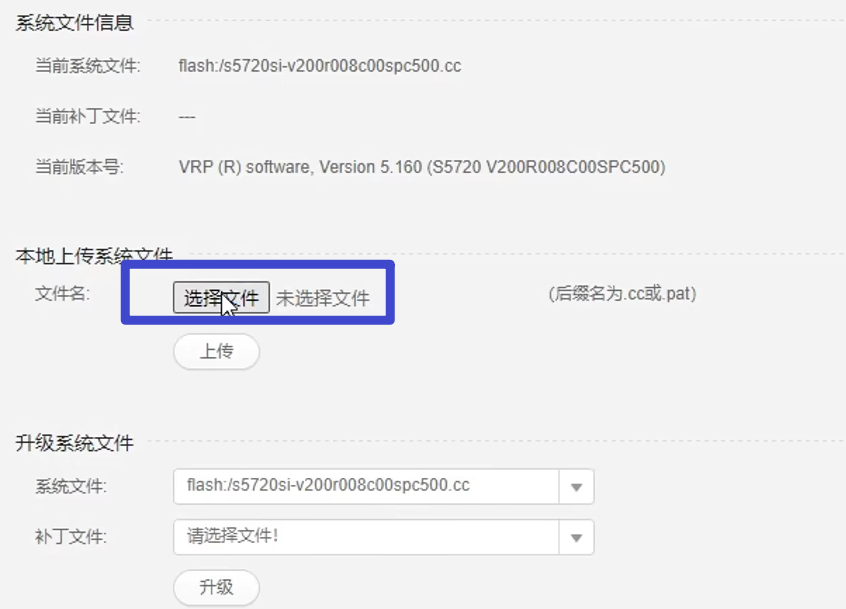 系统文件信息
当前系统文件: flash:/s5720si-v200r008c00spc500.cc
当前补丁文件: ---
当前版本号: VRP (R) software, Version 5.160 (S5720 V200R008C00SPC500)
本地上传系统文件
文件名: 选择文件 未选择文件 (后缀名为.cc或.pat)
上传
升级系统文件
系统文件: flash:/s5720si-v200r008c00spc500.cc
补丁文件: 请选择文件!
升级